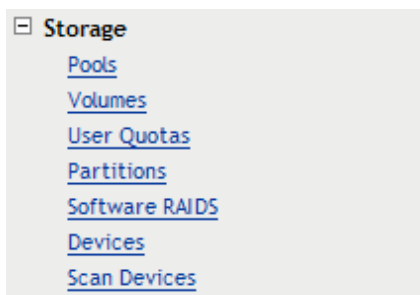 Storage
Pools
Volumes
User Quotas
Partitions
Software RAIDS
Devices
Scan Devices